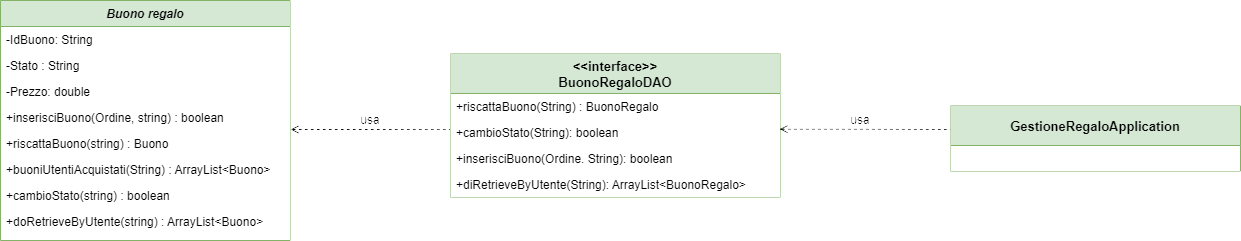 Buono regalo
-IdBuono: String
-Stato : String
-Prezzo: double
+inserisciBuono(Ordine, string) : boolean
+riscattaBuono(string) : Buono
+buoniUtentiAcquistati(String) : ArrayList<Buono>
+cambioStato(string) : boolean
+doRetrieveByUtente(string) : ArrayList<Buono>
usa
<<interface>>
BuonoRegaloDAO
+riscattaBuono(String) : BuonoRegalo
+cambioStato(String): boolean
+inserisciBuono(Ordine. String): boolean
+diRetrieveByUtente(String): ArrayList<BuonoRegalo>
usa
GestioneRegaloApplication